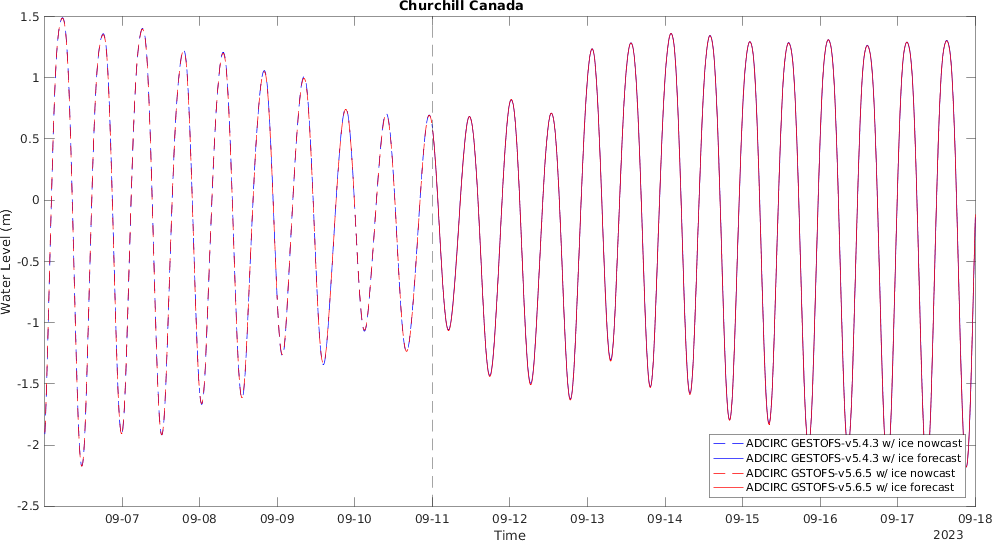 Churchill Canada
1.5
1
0.5
0
-0.5
-1
-1.5
-2
-2.5
Water Level (m)
ADCIRC GESTOFS-v5.4.3 w/ ice nowcast
ADCIRC GESTOFS-v5.4.3 w/ ice forecast
ADCIRC GSTOFS-v5.6.5 w/ ice nowcast
ADCIRC GSTOFS-v5.6.5 w/ ice forecast
09-07 09-08 09-09 09-10 09-11 09-12 09-13 09-14 09-15 09-16 09-17 09-18
Time
2023